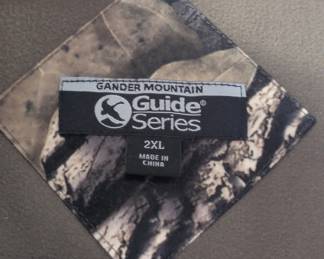 GANDER MOUNTAIN
Guide®
Series
2XL
MADE IN
CHINA